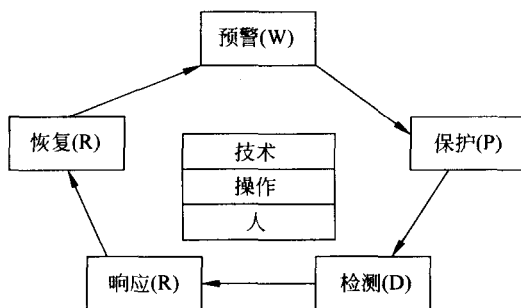 预警(W)
恢复(R)
保护(P)
技术
操作
人
响应(R)
检测(D)